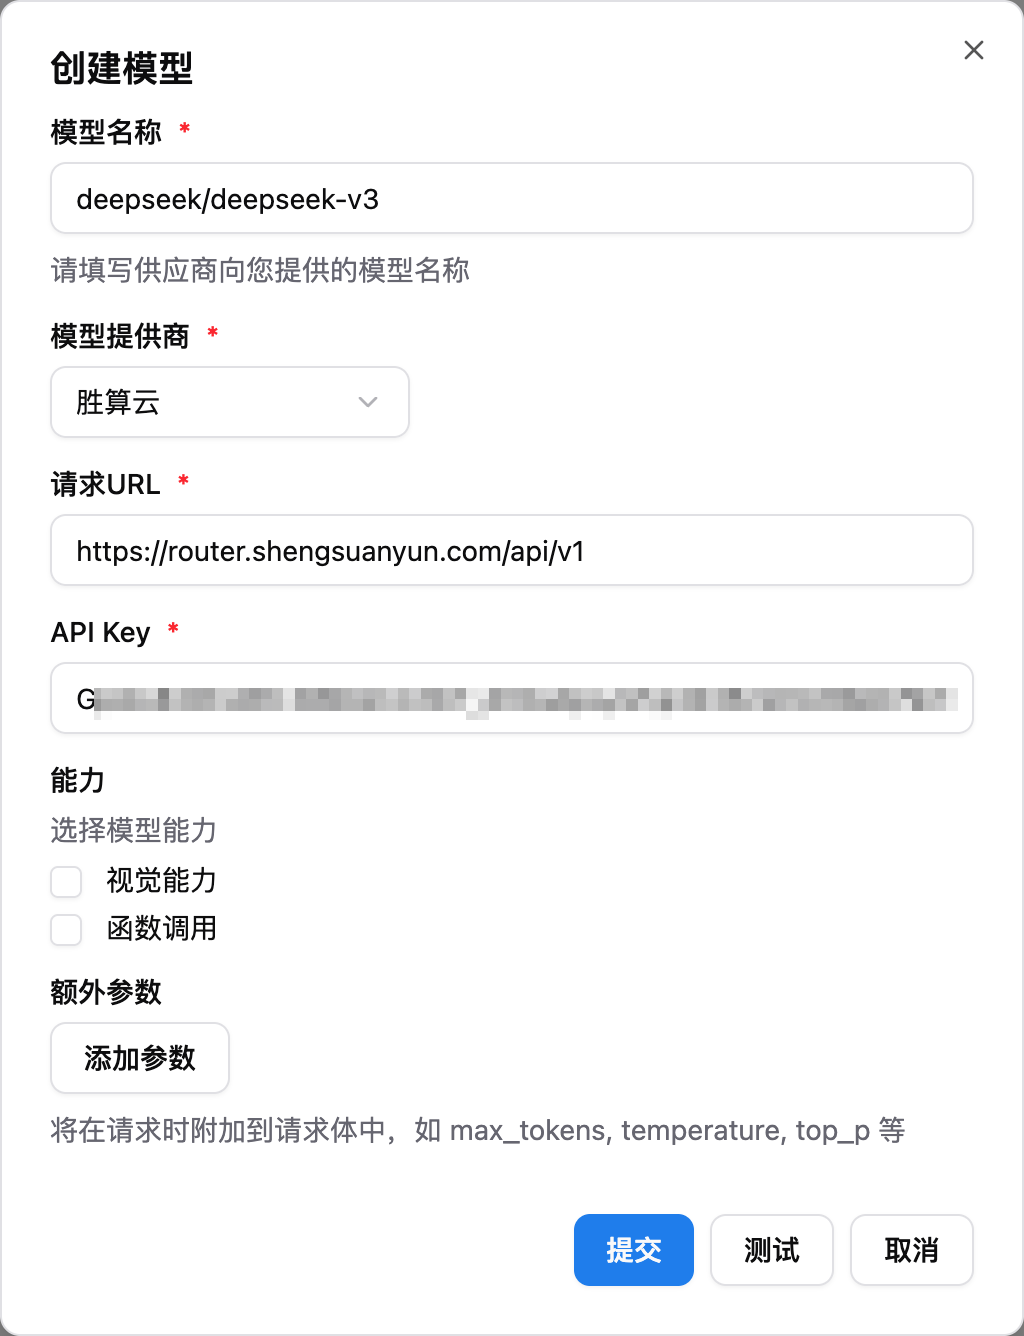 创建模型
模型名称 *
deepseek/deepseek-v3
请填写供应商向您提供的模型名称
模型提供商 *
胜算云
请求URL *
https://router.shengsuanyun.com/api/v1
API Key *
G
能力
选择模型能力
视觉能力
函数调用
额外参数
添加参数
将在请求时附加到请求体中，如 max_tokens, temperature, top_p 等
提交 测试 取消